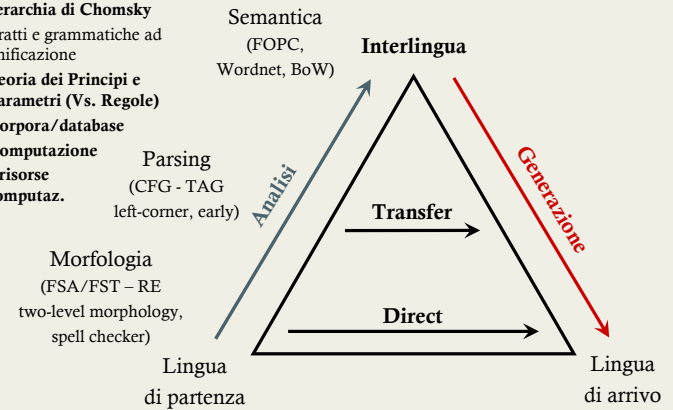 erarchia di Chomsky
ratti e grammatiche ad
nificazione
eoria dei Principi e
arametri (Vs. Regole)
orpora/database
omputazione
risorse
omputaz.
Semantica
(FOPC,
Wordnet, BoW)
Interlingua
Parsing
(CFG - TAG
left-corner, early)
Analisi
Generazione
Transfer
Morfologia
(FSA/FST – RE
two-level morphology,
spell checker)
Direct
Lingua
di partenza
Lingua
di arrivo